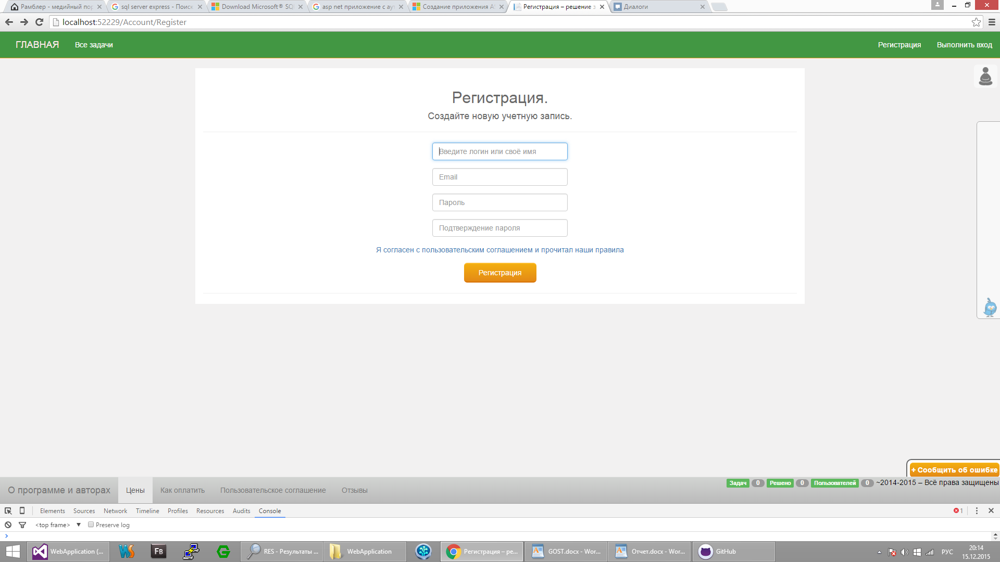 Рамблер - медийный пор
sql server express - Поиск
Download Microsoft® SQ
asp net приложение с ау
Создание приложения A
Регистрация – решение з
Диалоги
localhost:52229/Account/Register
ГЛАВНАЯ
Все задачи
Регистрация
Выполнить вход
Регистрация.
Создайте новую учетную запись.
Введите логин или своё имя
Email
Пароль
Подтверждение пароля
Я согласен с пользовательским соглашением и прочитал наши правила
Регистрация
+ Сообщить об ошибке
О программе и авторах
Цены
Как оплатить
Пользовательское соглашение
Отзывы
Задач 0 Решено 0 Пользователей 0 ~2014-2015 – Всё права защищены
Elements Sources Network Timeline Profiles Resources Audits Console
1
<top frame> ▼ Preserve log
>
WebApplication (...
FB
RES - Результаты ...
WebApplication
Регистрация – ре...
GOST.docx - Wor...
Отчет.docx - Wor...
GitHub
РУС
20:14
15.12.2015